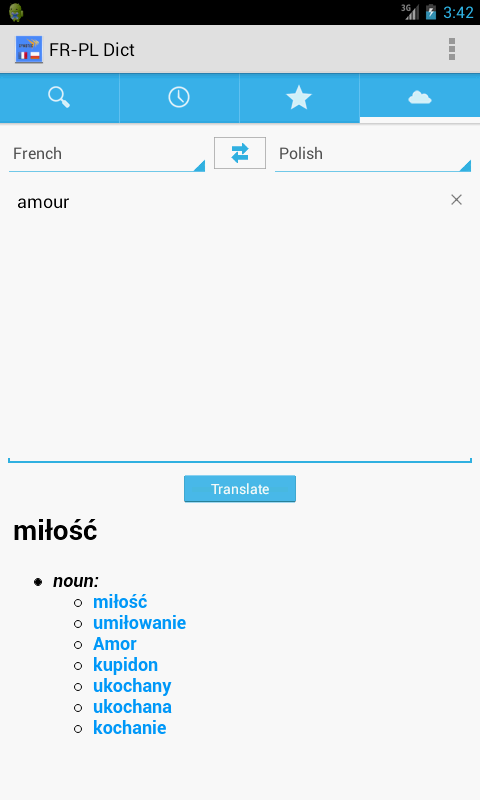 3G 3:42
FR-PL Dict
French Polish
amour
Translate
miłość
noun:
miłość
umiłowanie
Amor
kupidon
ukochany
ukochana
kochanie